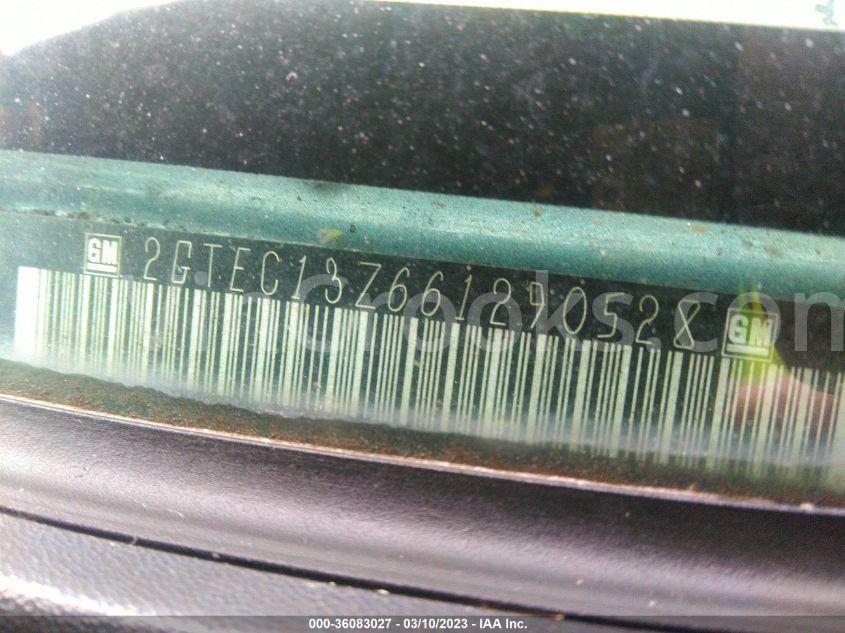 GM 2GTEC13Z661290528 GM
000-36083027 - 03/10/2023 - IAA Inc.